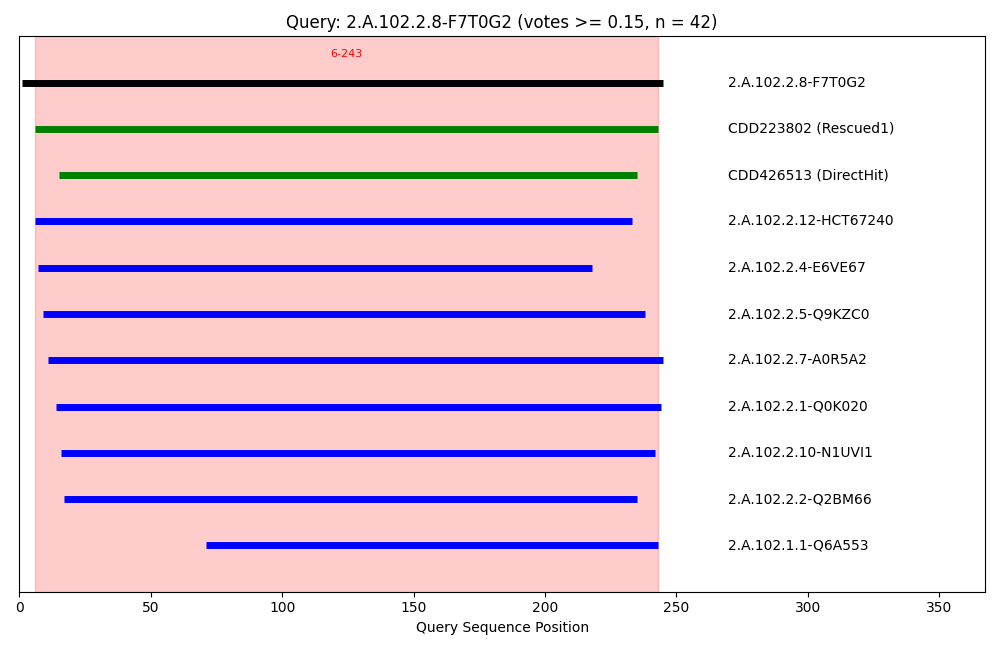 Query: 2.A.102.2.8-F7T0G2 (votes >= 0.15, n = 42)
6-243
2.A.102.2.8-F7T0G2
CDD223802 (Rescued1)
CDD426513 (DirectHit)
2.A.102.2.12-HCT67240
2.A.102.2.4-E6VE67
2.A.102.2.5-Q9KZC0
2.A.102.2.7-A0R5A2
2.A.102.2.1-Q0K020
2.A.102.2.10-N1UVI1
2.A.102.2.2-Q2BM66
2.A.102.1.1-Q6A553
0 50 100 150 200 250 300 350
Query Sequence Position